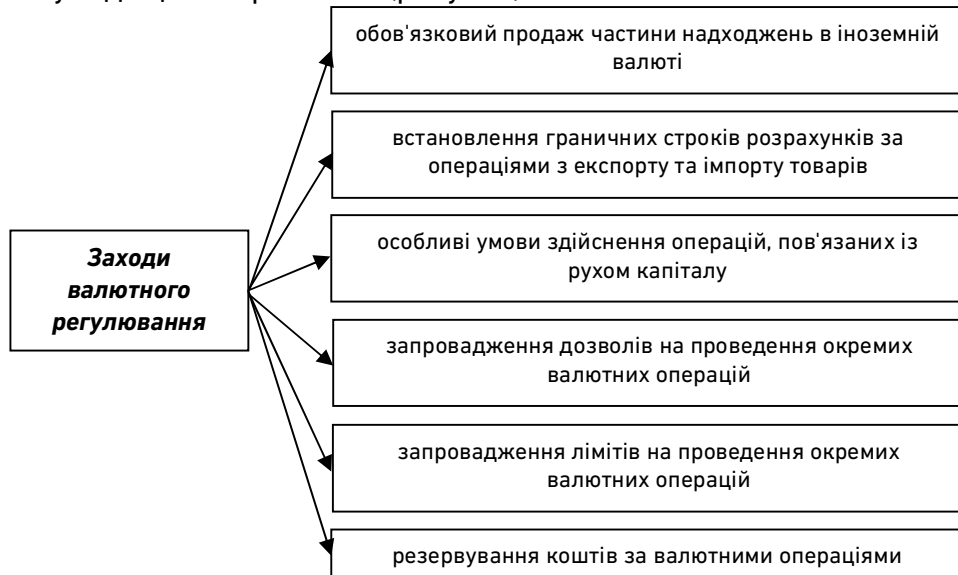 обов'язковий продаж частини надходжень в іноземній
валюті
встановлення граничних строків розрахунків за
операціями з експорту та імпорту товарів
Заходи
валютного
регулювання
особливі умови здійснення операцій, пов'язаних із
рухом капіталу
запровадження дозволів на проведення окремих
валютних операцій
запровадження лімітів на проведення окремих
валютних операцій
резервування коштів за валютними операціями